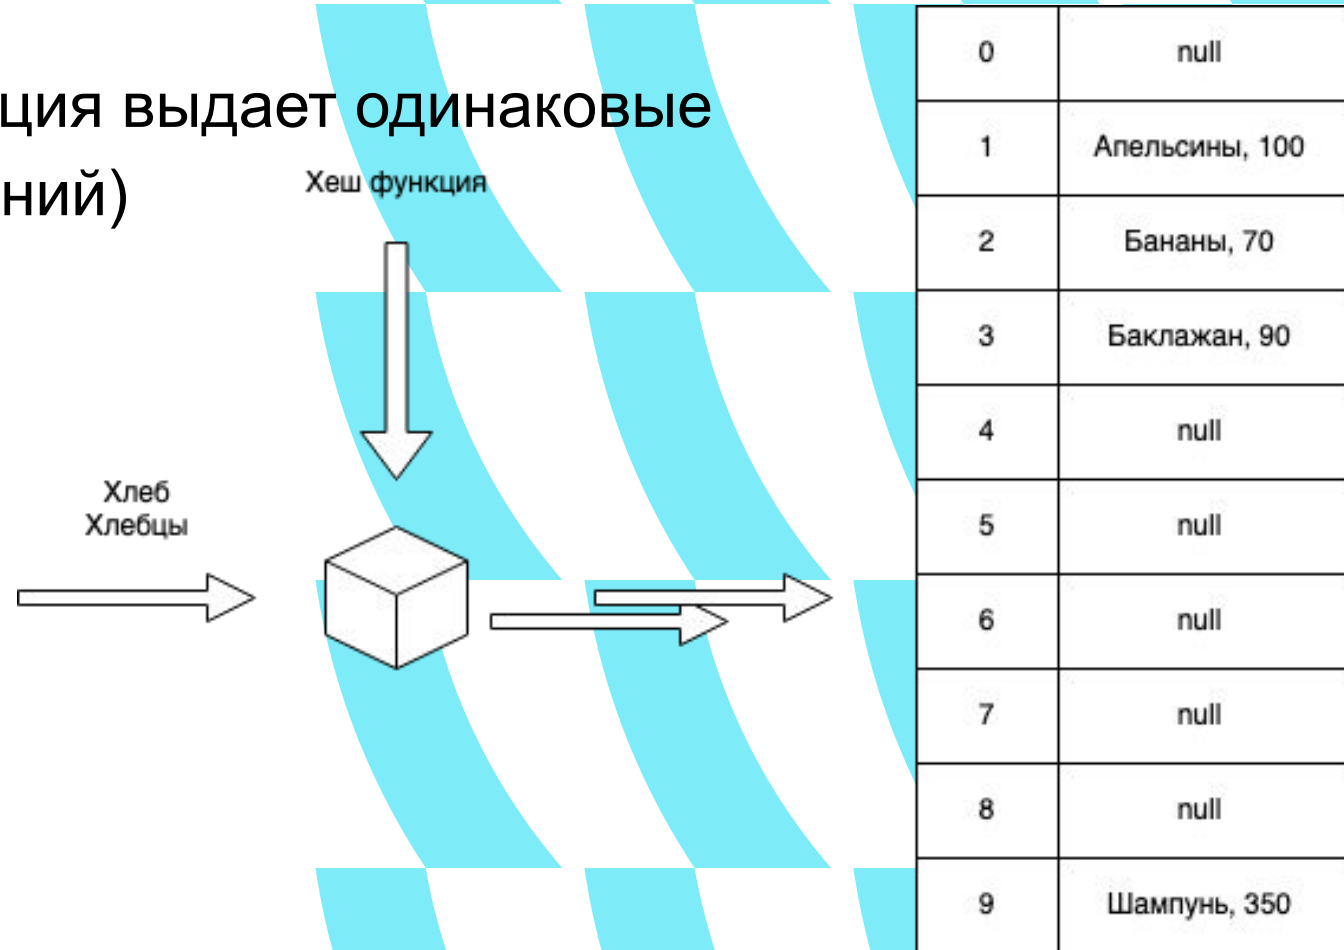 ция выдает одинаковые
ний)
Хеш функция
Хлеб
Хлебцы
0 null
1 Апельсины, 100
2 Бананы, 70
3 Баклажан, 90
4 null
5 null
6 null
7 null
8 null
9 Шампунь, 350